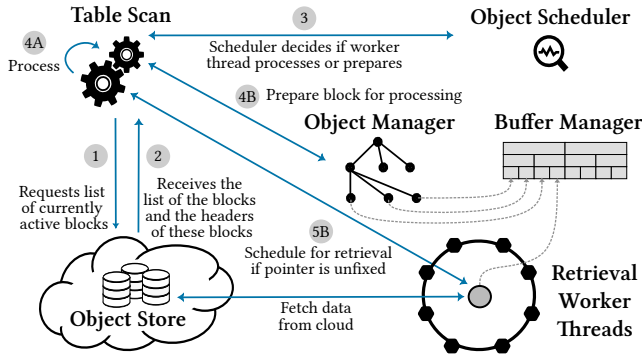 Table Scan
Object Scheduler
3
4A
Process
Scheduler decides if worker
thread processes or prepares
4B
Prepare block for processing
Object Manager
Buffer Manager
1
2
Requests list
of currently
active blocks
Receives the
list of the blocks
and the headers
of these blocks
5B
Schedule for retrieval
if pointer is unfixed
Object Store
Fetch data
from cloud
Retrieval
Worker
Threads